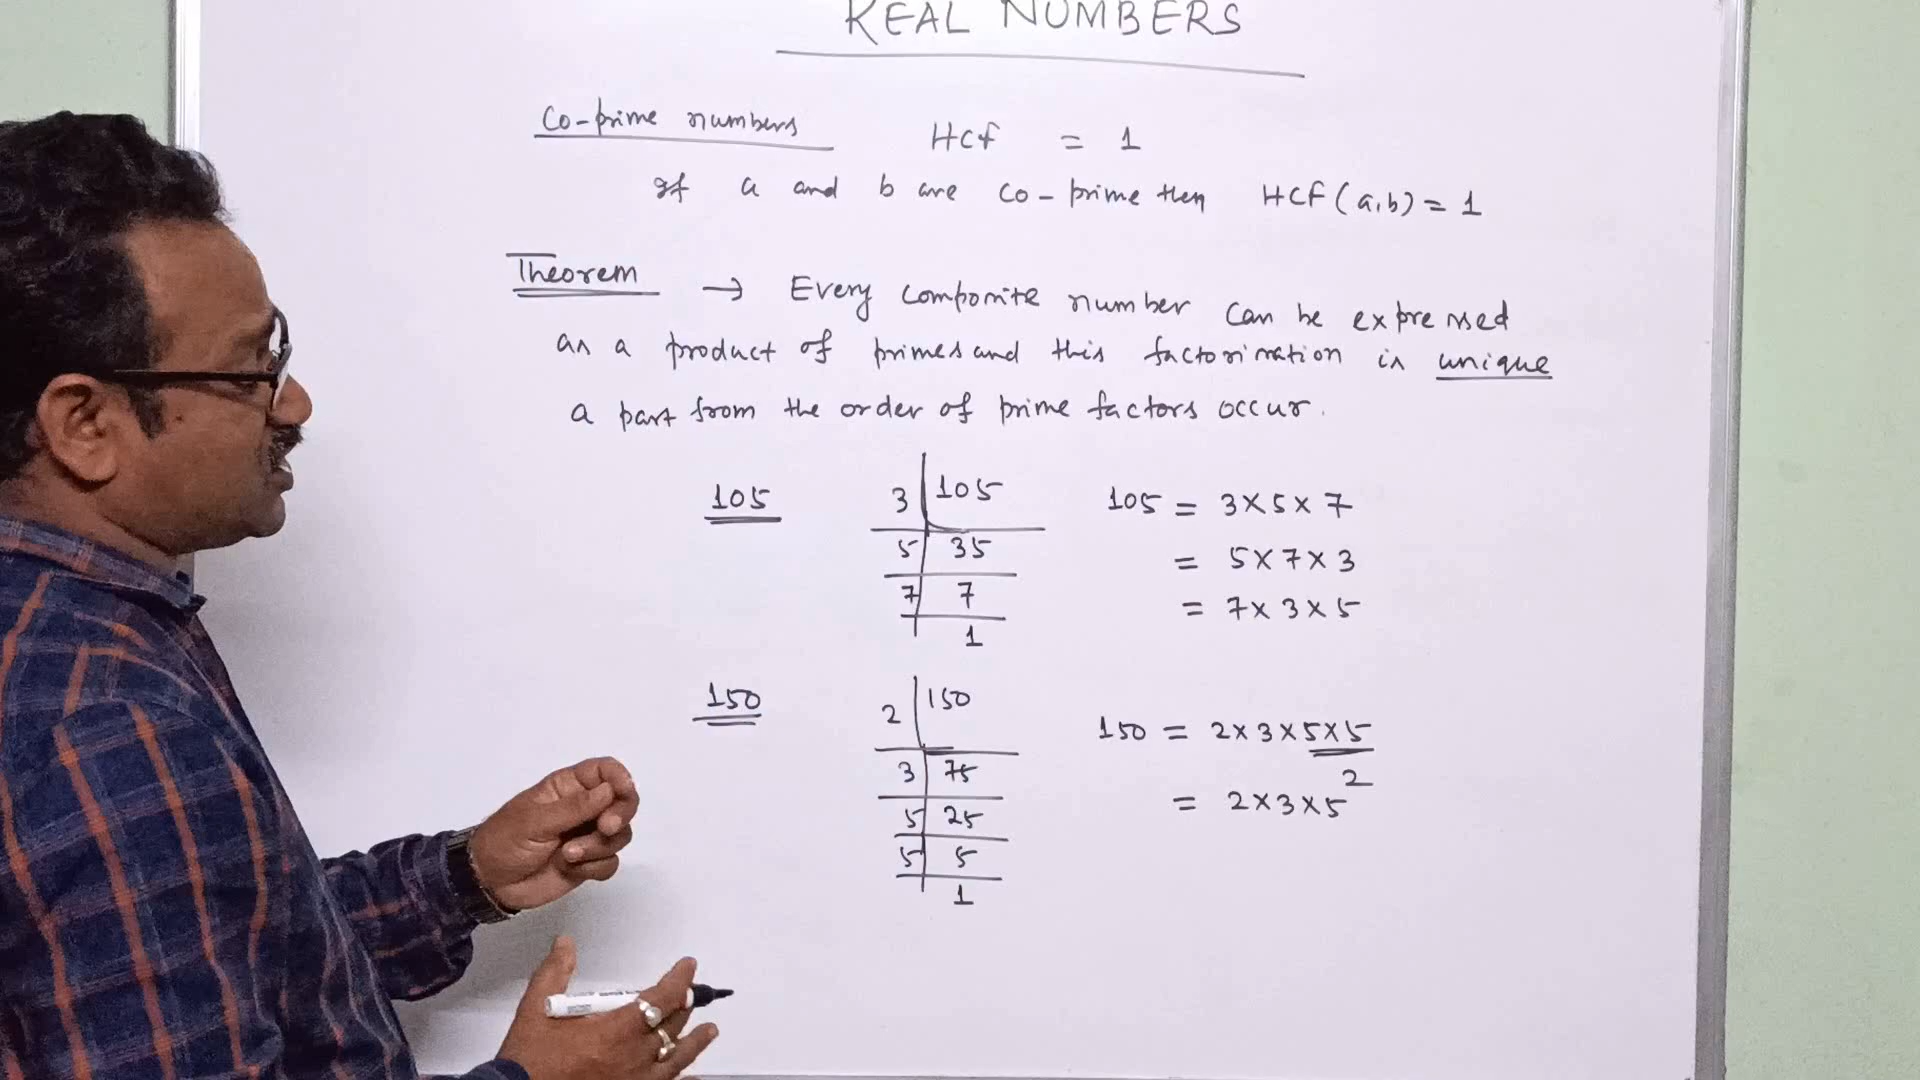 REAL NUMBERS
Co-prime numbers HCF = 1
If a and b are co-prime then HCF(a,b) = 1
Theorem → Every composite number can be expressed
as a product of primes and this factorisation is unique
a part from the order of prime factors occur.
105
3 | 105
5 | 35
7 | 7
1
105 = 3×5×7
= 5×7×3
= 7×3×5
150
2 | 150
3 | 75
5 | 25
5 | 5
1
150 = 2×3×5×5
= 2×3×5²